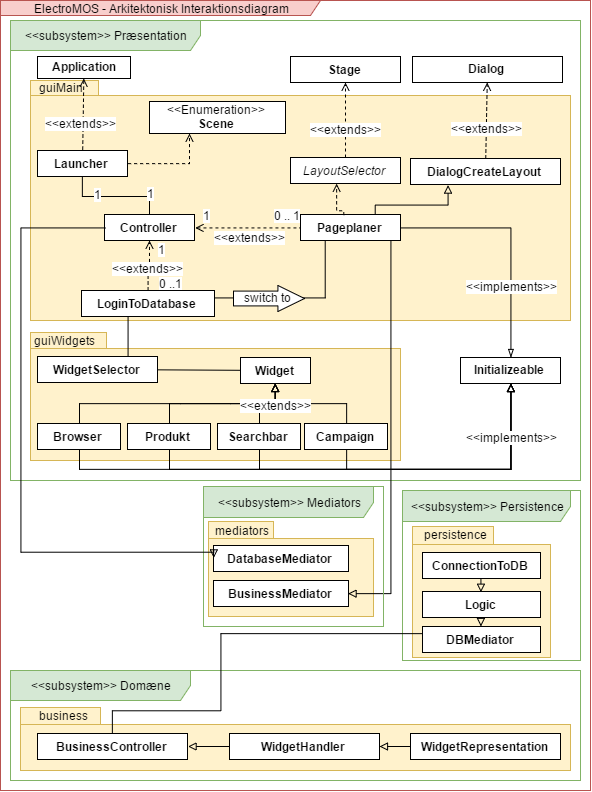 ElectroMOS - Arkitektonisk Interaktionsdiagram
<<subsystem>> Præsentation
Application
Stage
Dialog
guiMain
<<Enumeration>>
Scene
<<extends>>
<<extends>>
<<extends>>
Launcher
LayoutSelector
DialogCreateLayout
1
1
Controller
1
0 .. 1
<<extends>>
Pageplaner
1
<<extends>>
0 ..1
<<implements>>
LoginToDatabase
switch to
guiWidgets
WidgetSelector
Widget
Initializeable
<<extends>>
Browser
Produkt
Searchbar
Campaign
<<implements>>
<<subsystem>> Mediators
<<subsystem>> Persistence
mediators
persistence
DatabaseMediator
ConnectionToDB
BusinessMediator
Logic
DBMediator
<<subsystem>> Domæne
business
BusinessController
WidgetHandler
WidgetRepresentation